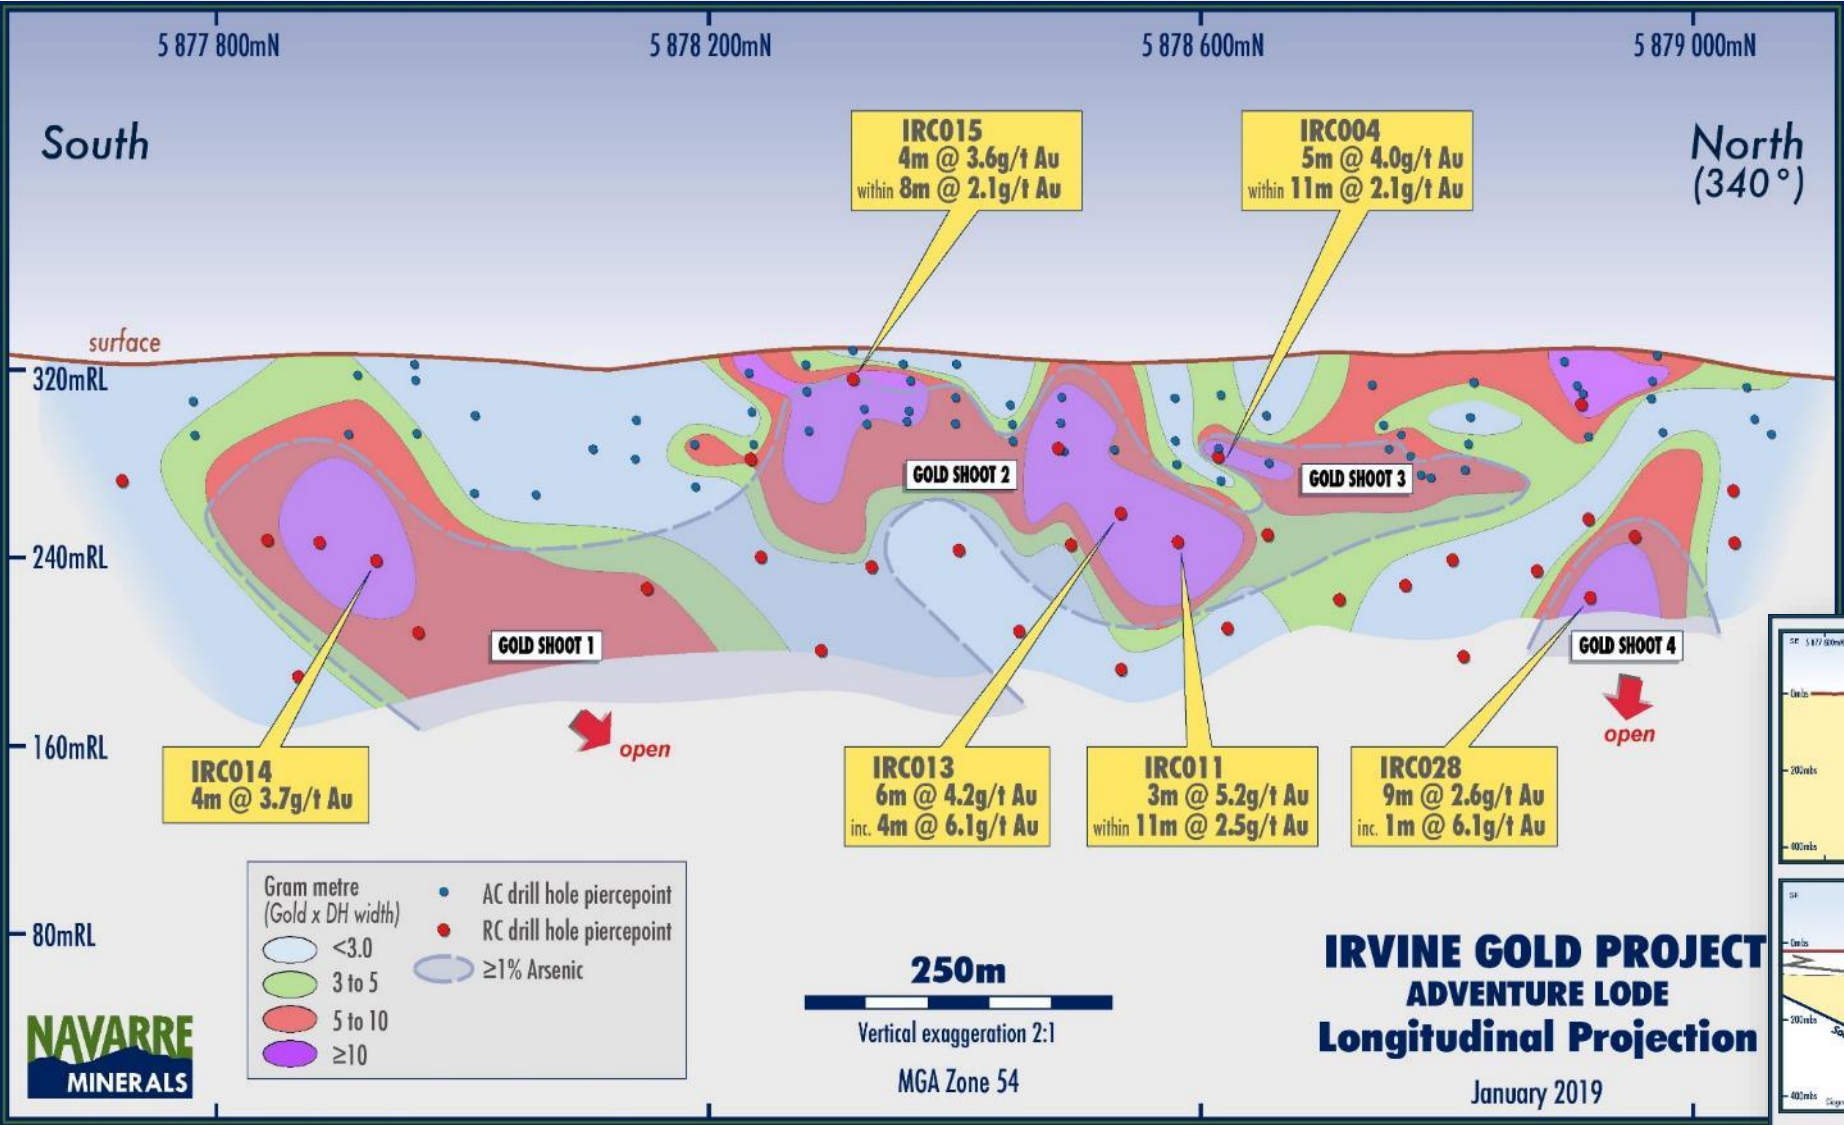 5 877 800mN
5 878 200mN
5 878 600mN
5 879 000mN
South
North
(340°)
IRC015
4m @ 3.6g/t Au
within 8m @ 2.1g/t Au
IRC004
5m @ 4.0g/t Au
within 11m @ 2.1g/t Au
surface
320mRL
240mRL
160mRL
80mRL
GOLD SHOOT 1
GOLD SHOOT 2
GOLD SHOOT 3
GOLD SHOOT 4
open
open
IRC014
4m @ 3.7g/t Au
IRC013
6m @ 4.2g/t Au
inc. 4m @ 6.1g/t Au
IRC011
3m @ 5.2g/t Au
within 11m @ 2.5g/t Au
IRC028
9m @ 2.6g/t Au
inc. 1m @ 6.1g/t Au
Gram metre
(Gold x DH width)
<3.0
3 to 5
5 to 10
≥10
AC drill hole piercepoint
RC drill hole piercepoint
≥1% Arsenic
NAVARRE
MINERALS
250m
Vertical exaggeration 2:1
MGA Zone 54
IRVINE GOLD PROJECT
ADVENTURE LODE
Longitudinal Projection
January 2019
0mbs
200mbs
400mbs
0mbs
200mbs
400mbs